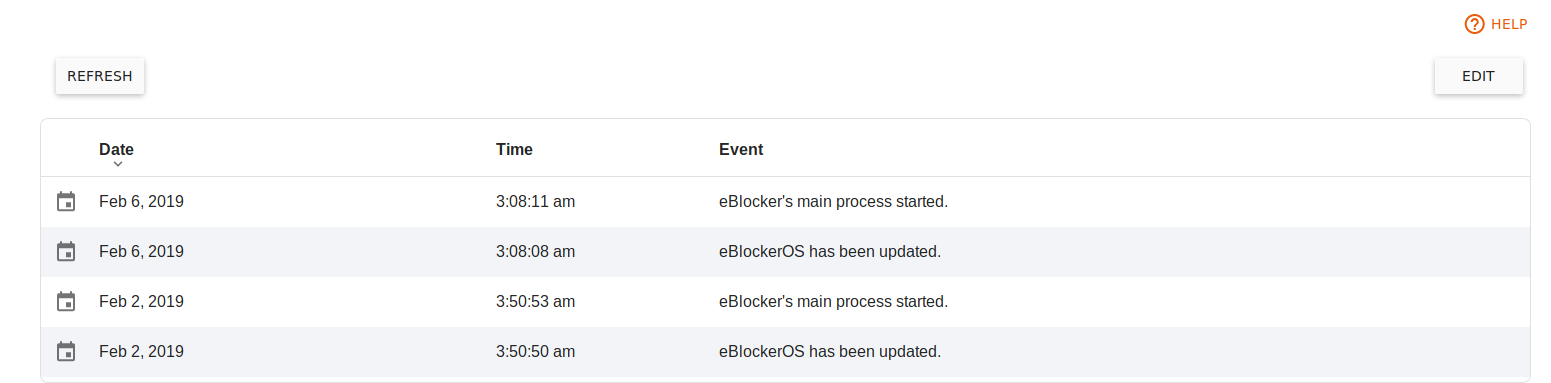 HELP
REFRESH EDIT
Date Time Event
Feb 6, 2019 3:08:11 am eBlocker's main process started.
Feb 6, 2019 3:08:08 am eBlockerOS has been updated.
Feb 2, 2019 3:50:53 am eBlocker's main process started.
Feb 2, 2019 3:50:50 am eBlockerOS has been updated.